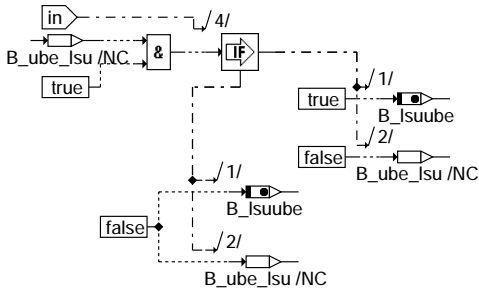 in
4/
B_ube_lsu /NC
&
IF
true
1/
true
B_lsuube
2/
false
B_ube_lsu /NC
1/
B_lsuube
false
2/
B_ube_lsu /NC